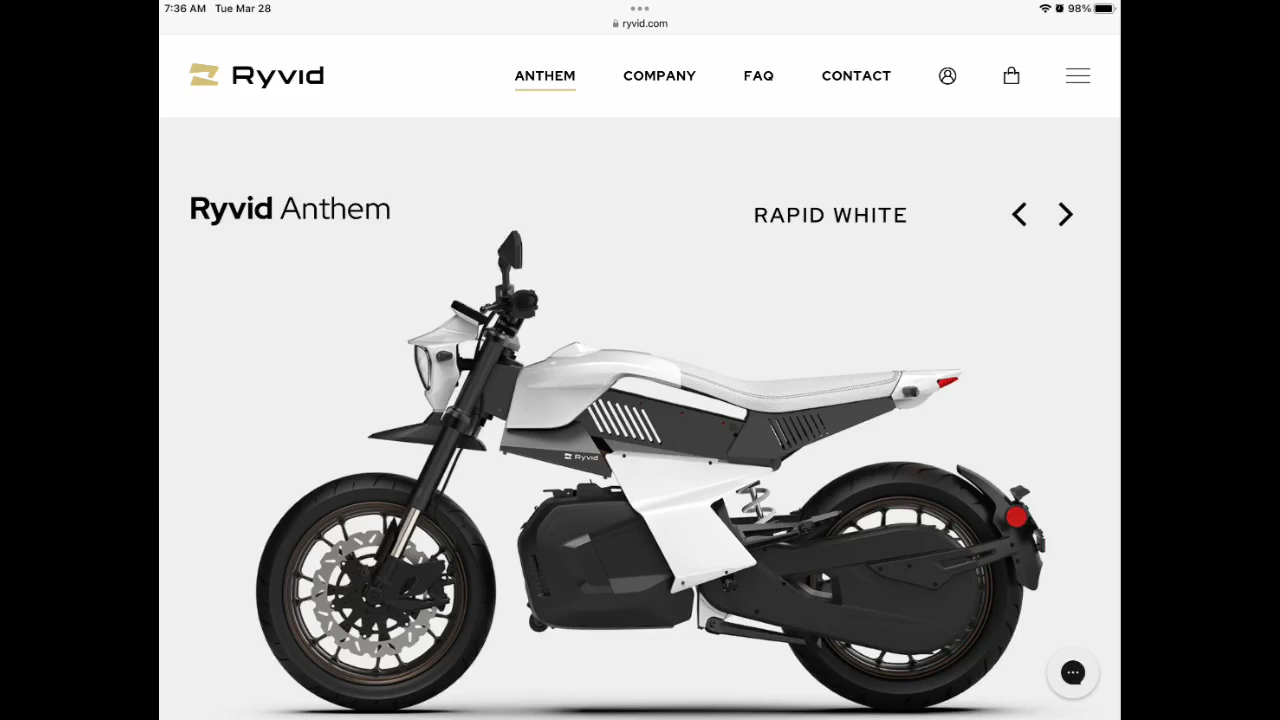 7:36 AM Tue Mar 28
98%
ryvid.com
Ryvid
ANTHEM COMPANY FAQ CONTACT
Ryvid Anthem
RAPID WHITE
Ryvid